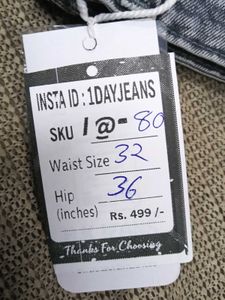 INSTA ID : 1DAYJEANS
SKU 1@-80
Waist Size 32
Hip 36
(inches) Rs. 499 /-
Thanks For Choosing